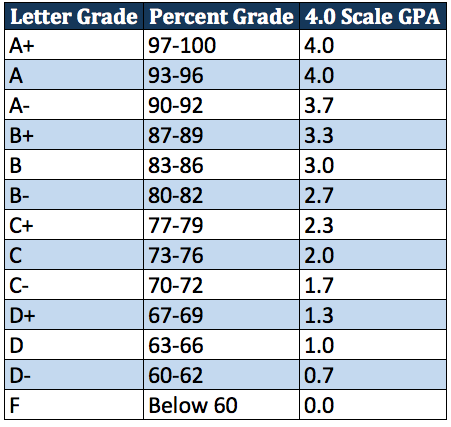 Letter Grade Percent Grade 4.0 Scale GPA
A+ 97-100 4.0
A 93-96 4.0
A- 90-92 3.7
B+ 87-89 3.3
B 83-86 3.0
B- 80-82 2.7
C+ 77-79 2.3
C 73-76 2.0
C- 70-72 1.7
D+ 67-69 1.3
D 63-66 1.0
D- 60-62 0.7
F Below 60 0.0